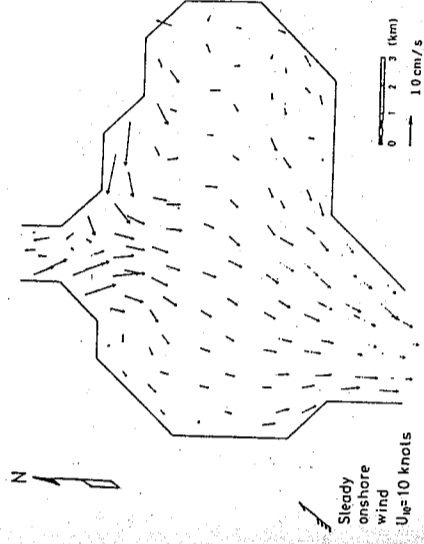 N
0 1 2 3 (km)
10 cm/s
Steady
onshore
wind
U₁₀=10 knots